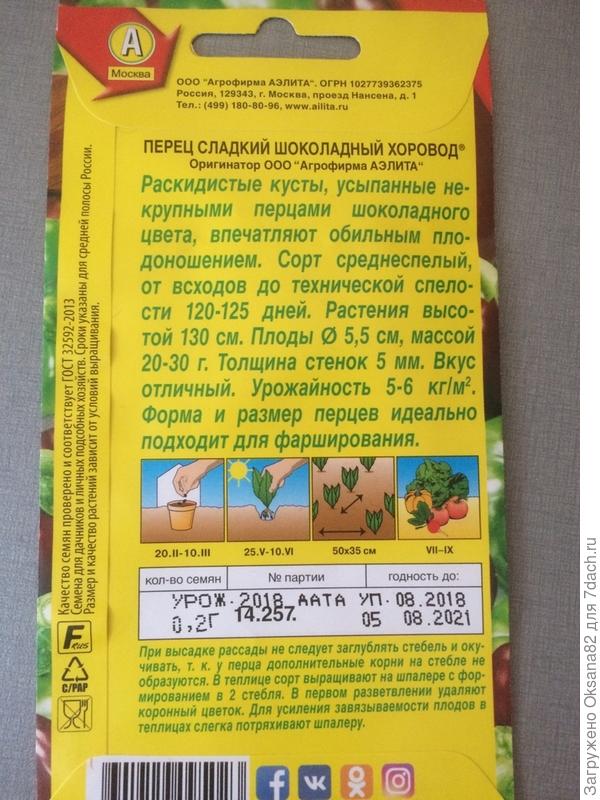 А
Москва
ООО "Агрофирма АЭЛИТА". ОГРН 1027739362375
Россия, 129343, г. Москва, проезд Нансена, д. 1
Тел.: (499) 180-80-96, www.ailita.ru
ПЕРЕЦ СЛАДКИЙ ШОКОЛАДНЫЙ ХОРОВОД®
Оригинатор ООО "Агрофирма АЭЛИТА"
Раскидистые кусты, усыпанные не-
крупными перцами шоколадного
цвета, впечатляют обильным пло-
доношением. Сорт среднеспелый,
от всходов до технической спело-
сти 120-125 дней. Растения высо-
той 130 см. Плоды Ø 5,5 см, массой
20-30 г. Толщина стенок 5 мм. Вкус
отличный. Урожайность 5-6 кг/м².
Форма и размер перцев идеально
подходит для фарширования.
20.II-10.III 25.V-10.VI 50x35 см VII–IX
кол-во семян № партии годность до:
УРОЖ.2018 ААТА УП.08.2018
0,2Г 14.257. 05 08.2021
При высадке рассады не следует заглублять стебель и оку-
чивать, т. к. у перца дополнительные корни на стебле не
образуются. В теплице сорт выращивают на шпалере с фор-
мированием в 2 стебля. В первом разветвлении удаляют
коронный цветок. Для усиления завязываемости плодов в
теплицах слегка потряхивают шпалеру.
Качество семян проверено и соответствует ГОСТ 32592-2013
Семена для дачников и личных подсобных хозяйств. Сроки указаны для средней полосы России.
Размер и качество растений зависит от условий выращивания.
F RUS
C/PAP
Загружено Oksana82 для 7dach.ru